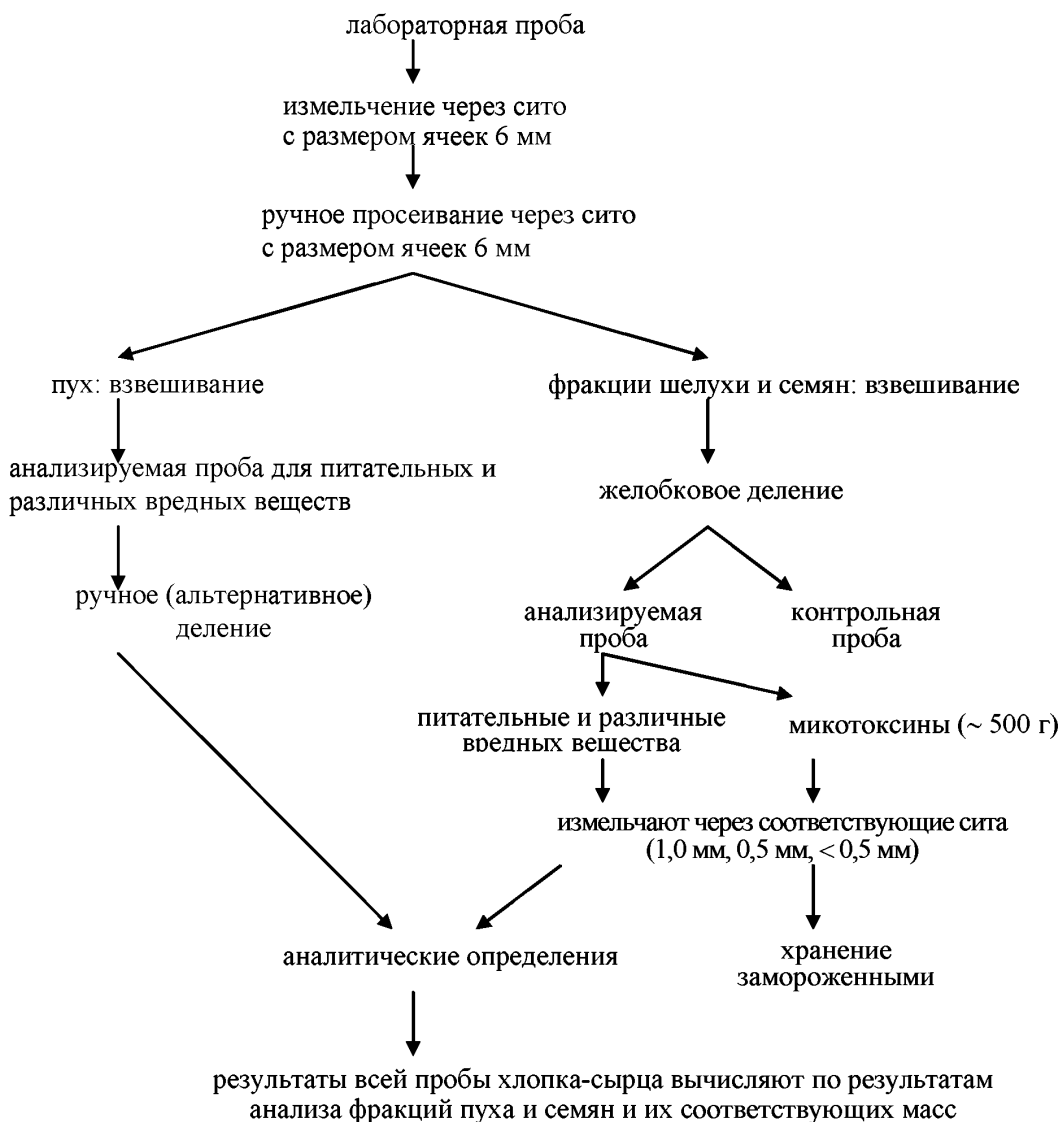 лабораторная проба
измельчение через сито
с размером ячеек 6 мм
ручное просеивание через сито
с размером ячеек 6 мм
пух: взвешивание
фракции шелухи и семян: взвешивание
анализируемая проба для питательных и
различных вредных веществ
желобковое деление
ручное (альтернативное)
деление
анализируемая
проба
контрольная
проба
питательные и различные
вредных вещества
микотоксины (~ 500 г)
измельчают через соответствующие сита
(1,0 мм, 0,5 мм, < 0,5 мм)
аналитические определения
хранение
замороженными
результаты всей пробы хлопка-сырца вычисляют по результатам
анализа фракций пуха и семян и их соответствующих масс